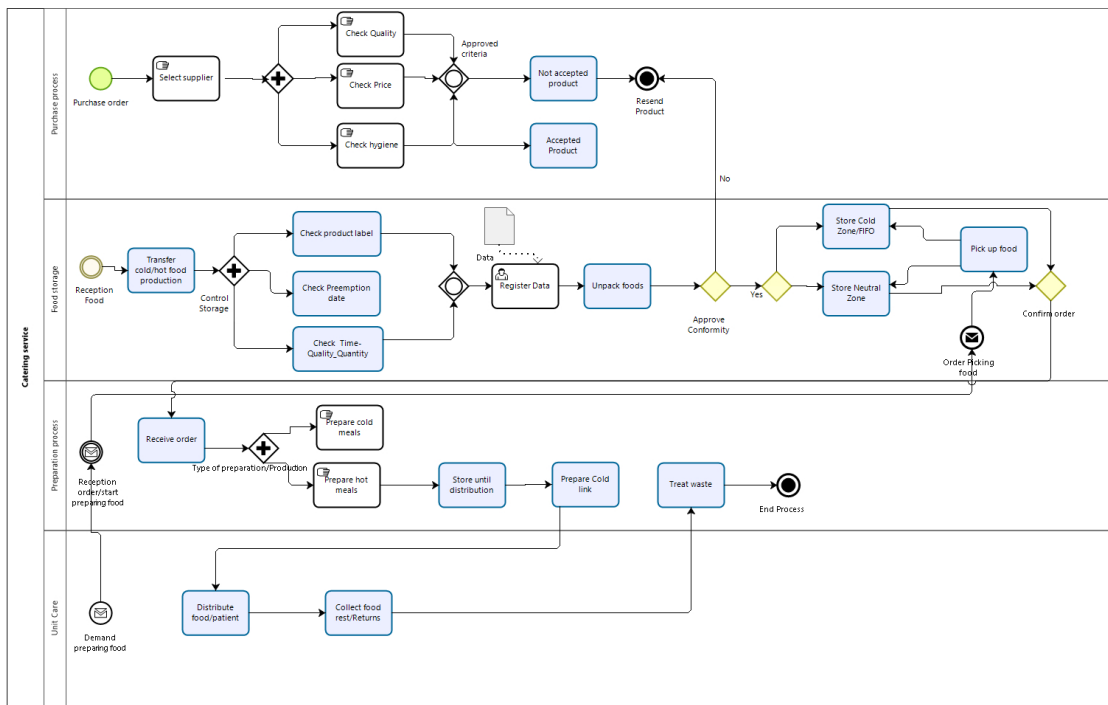 Catering service
Purchase process
Purchase order
Select supplier
Check Quality
Check Price
Check hygiene
Approved
criteria
Not accepted
product
Accepted
Product
Resend
Product
No
Food storage
Reception
Food
Transfer
cold/hot food
production
Control
Storage
Check product label
Check Preemption
date
Check Time-
Quality_Quantity
Data
Register Data
Unpack foods
Approve
Conformity
Yes
Store Cold
Zone/FIFO
Store Neutral
Zone
Pick up food
Confirm order
Order Picking
food
Preparation process
Reception
order/start
preparing food
Receive order
Type of preparation/Production
Prepare cold
meals
Prepare hot
meals
Store until
distribution
Prepare Cold
link
Treat waste
End Process
Unit Care
Demand
preparing food
Distribute
food/patient
Collect food
rest/Returns